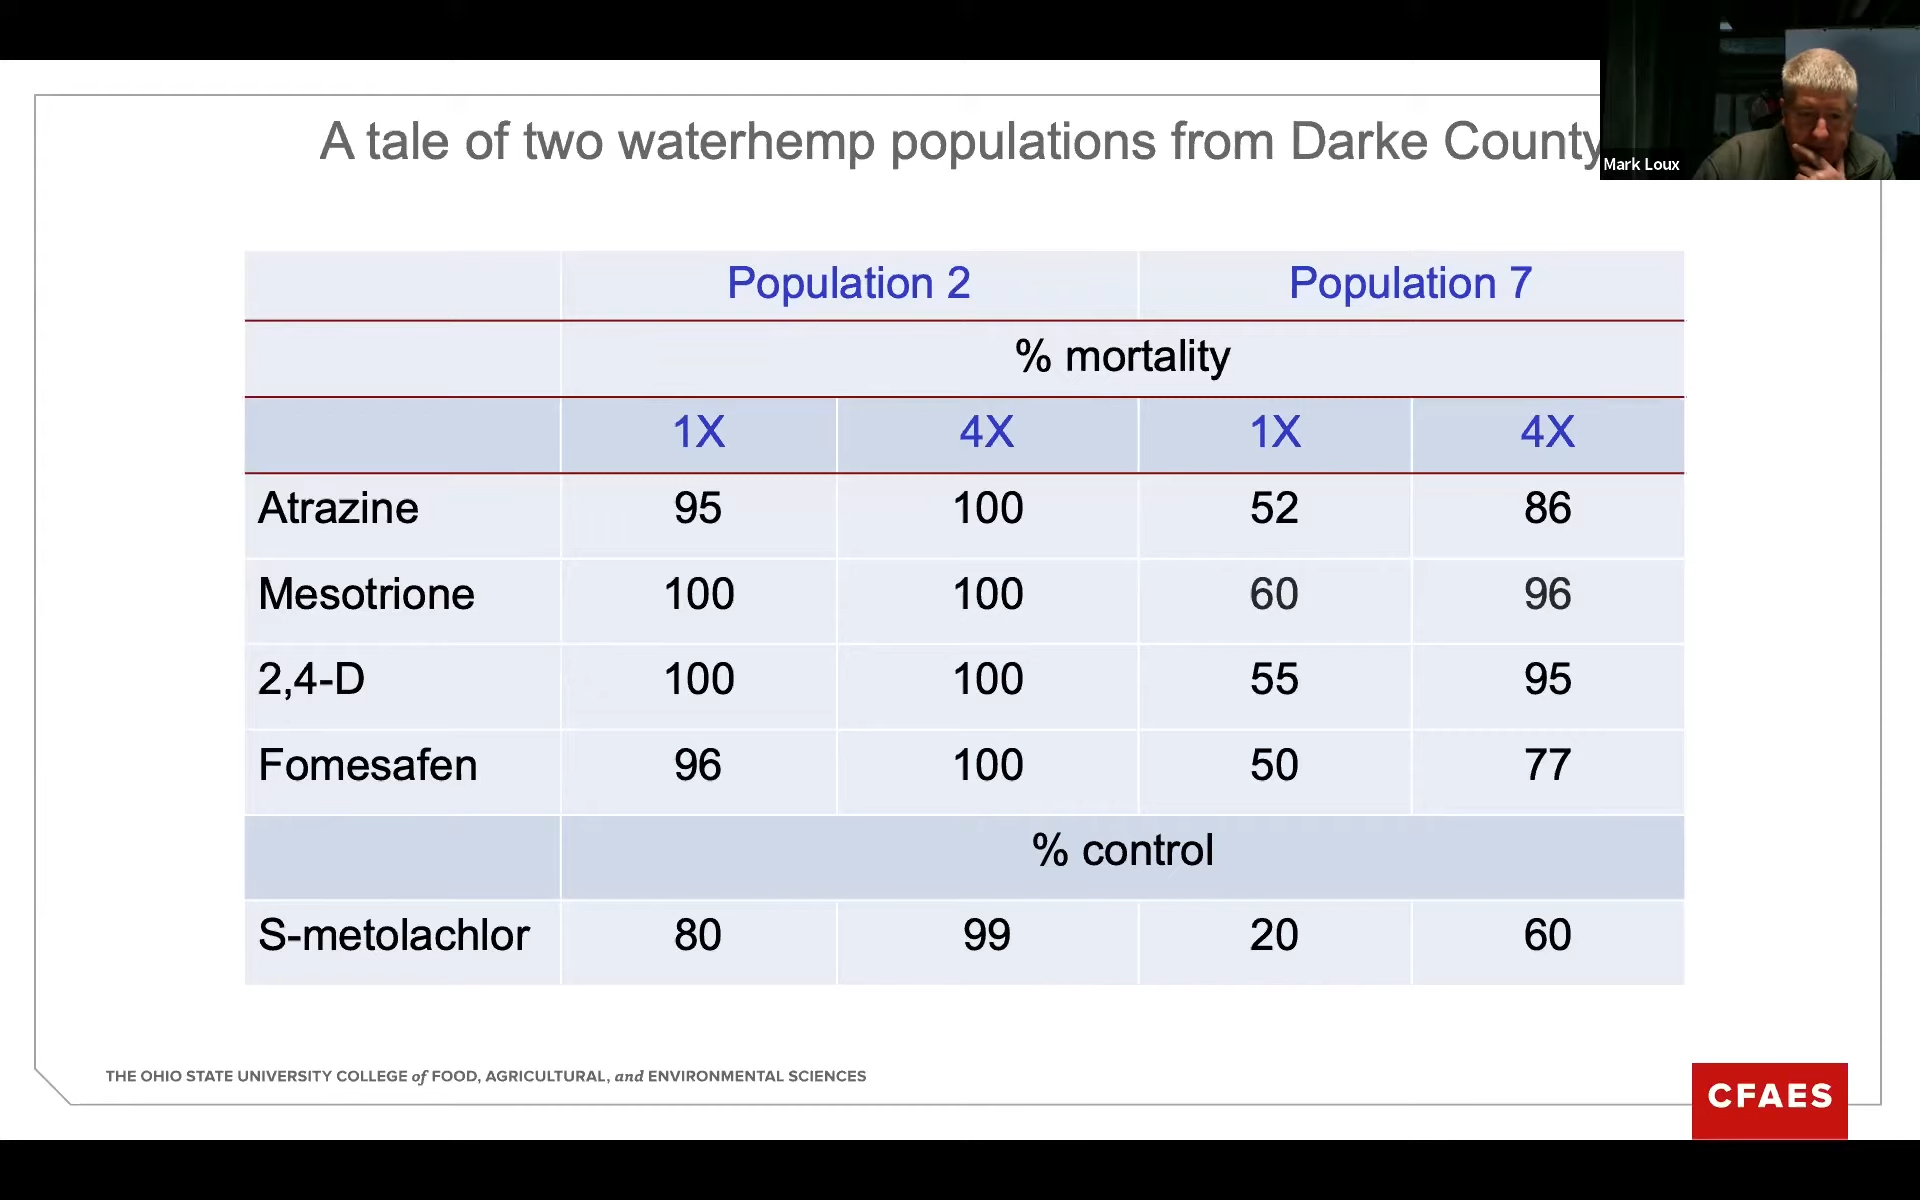 A tale of two waterhemp populations from Darke County
Mark Loux
Population 2 Population 7
% mortality
1X 4X 1X 4X
Atrazine 95 100 52 86
Mesotrione 100 100 60 96
2,4-D 100 100 55 95
Fomesafen 96 100 50 77
% control
S-metolachlor 80 99 20 60
THE OHIO STATE UNIVERSITY COLLEGE of FOOD, AGRICULTURAL, and ENVIRONMENTAL SCIENCES
CFAES